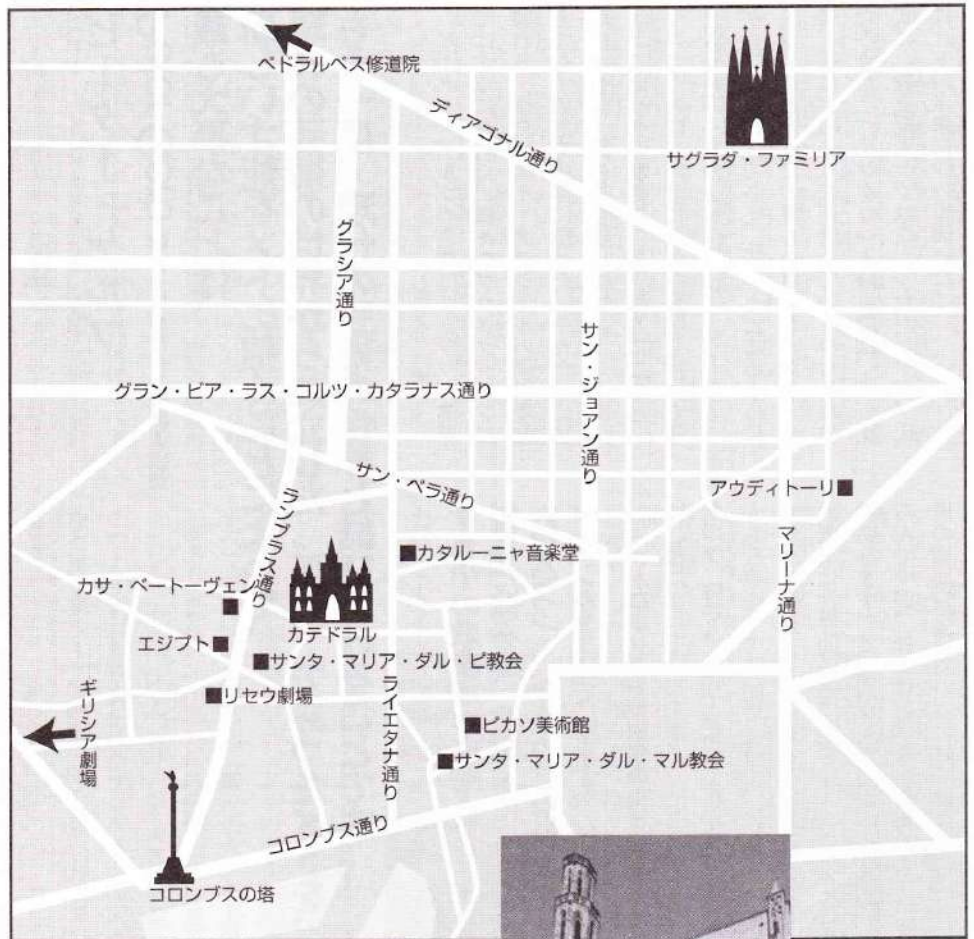 ペドラルベス修道院
ディアゴナル通り
サグラダ・ファミリア
グラシア通り
サン・ジョアン通り
グラン・ビア・ラス・コルツ・カタラナス通り
サン・ペラ通り
アウディトーリ
ランブラス通り
マリーナ通り
カタルーニャ音楽堂
カサ・ベートーヴェン
カテドラル
エジプト
サンタ・マリア・ダル・ピ教会
リセウ劇場
ライエタナ通り
ギリシア劇場
ピカソ美術館
サンタ・マリア・ダル・マル教会
コロンブス通り
コロンブスの塔